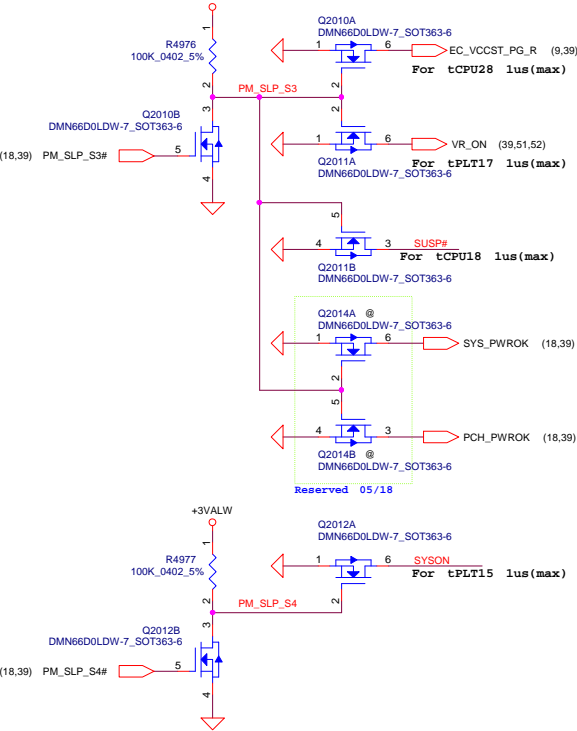 1
Q2010A
DMN66D0LDW-7_SOT363-6
R4976
100K_0402_5%
1 6 EC_VCCST_PG_R (9,39)
For tCPU28 1us(max)
2 PM_SLP_S3 2
Q2010B
DMN66D0LDW-7_SOT363-6
3
2
(18,39) PM_SLP_S3# 5
1 6 VR_ON (39,51,52)
Q2011A
DMN66D0LDW-7_SOT363-6
For tPLT17 1us(max)
4
5
4 3 SUSP#
For tCPU18 1us(max)
Q2011B
DMN66D0LDW-7_SOT363-6
Q2014A @
DMN66D0LDW-7_SOT363-6
1 6 SYS_PWROK (18,39)
2
5
4 3 PCH_PWROK (18,39)
Q2014B @
DMN66D0LDW-7_SOT363-6
Reserved 05/18
+3VALW
1
Q2012A
DMN66D0LDW-7_SOT363-6
R4977
100K_0402_5%
1 6 SYSON
For tPLT15 1us(max)
2 PM_SLP_S4 2
Q2012B
DMN66D0LDW-7_SOT363-6
3
(18,39) PM_SLP_S4# 5
4